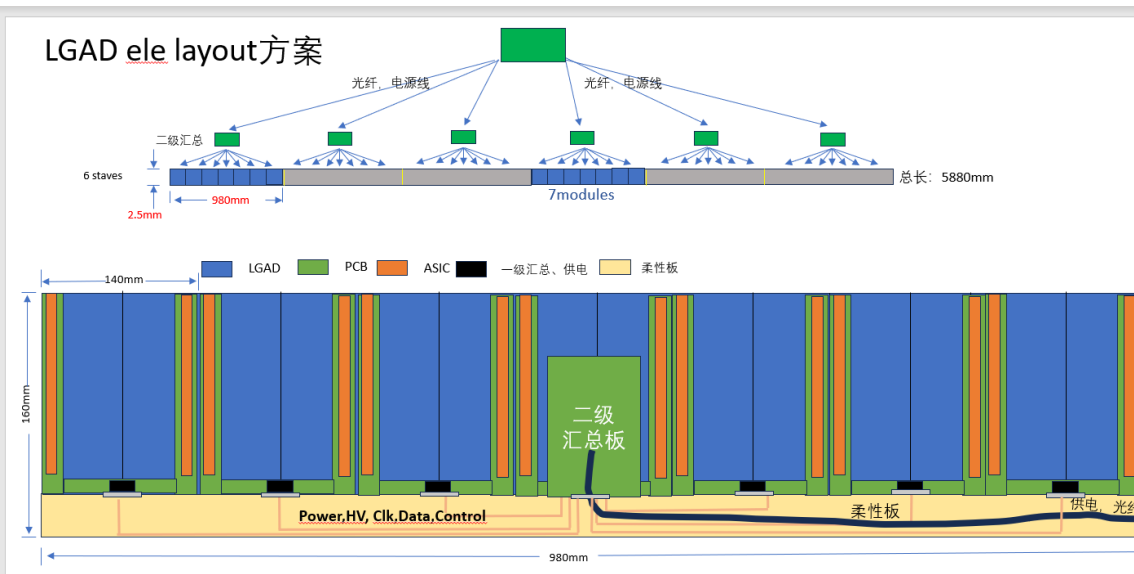 LGAD ele layout方案
光纤，电源线
光纤，电源线
二级汇总
6 staves
总长：5880mm
980mm
7modules
2.5mm
LGAD
PCB
ASIC
一级汇总、供电
柔性板
140mm
160mm
二级
汇总板
Power,HV, Clk,Data,Control
柔性板
供电，光纤
980mm